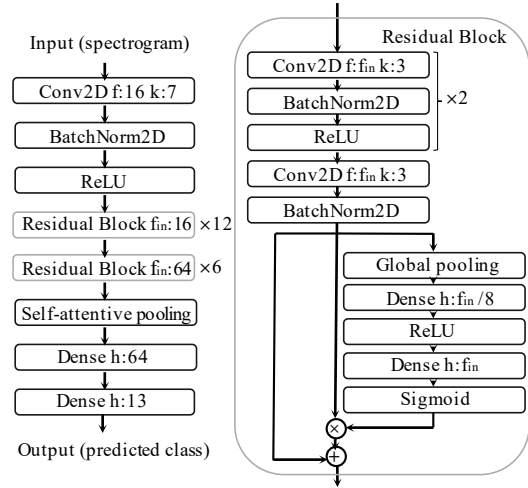 Input (spectrogram)
Conv2D f:16 k:7
BatchNorm2D
ReLU
Residual Block fin:16 ×12
Residual Block fin:64 ×6
Self-attentive pooling
Dense h:64
Dense h:13
Output (predicted class)
Residual Block
Conv2D f:fin k:3
BatchNorm2D
ReLU
×2
Conv2D f:fin k:3
BatchNorm2D
Global pooling
Dense h:fin /8
ReLU
Dense h:fin
Sigmoid
×
+